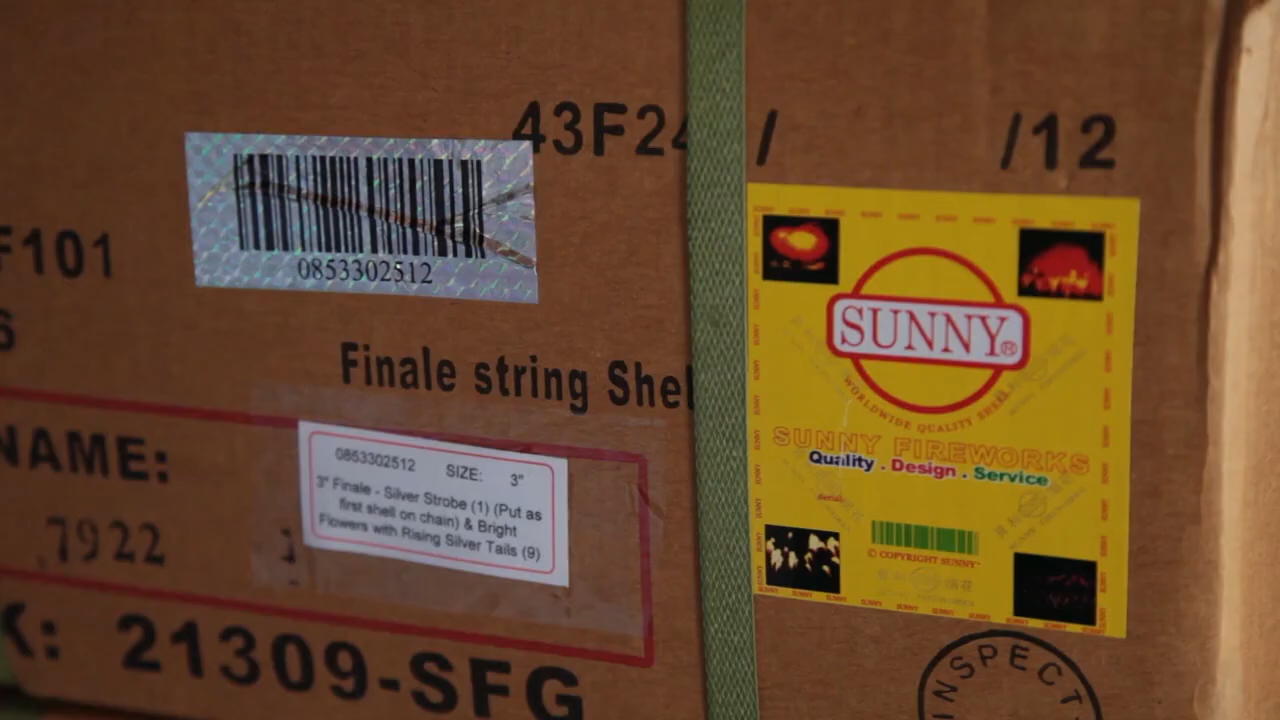 43F24 / /12
F101
0853302512
Finale string Shel
NAME:
0853302512 SIZE: 3"
3" Finale - Silver Strobe (1) (Put as
first shell on chain) & Bright
Flowers with Rising Silver Tails (9)
7922
K: 21309-SFG
SUNNY®
WORLDWIDE QUALITY SHELL
SUNNY FIREWORKS
Quality . Design . Service
© COPYRIGHT SUNNY
INSPECT